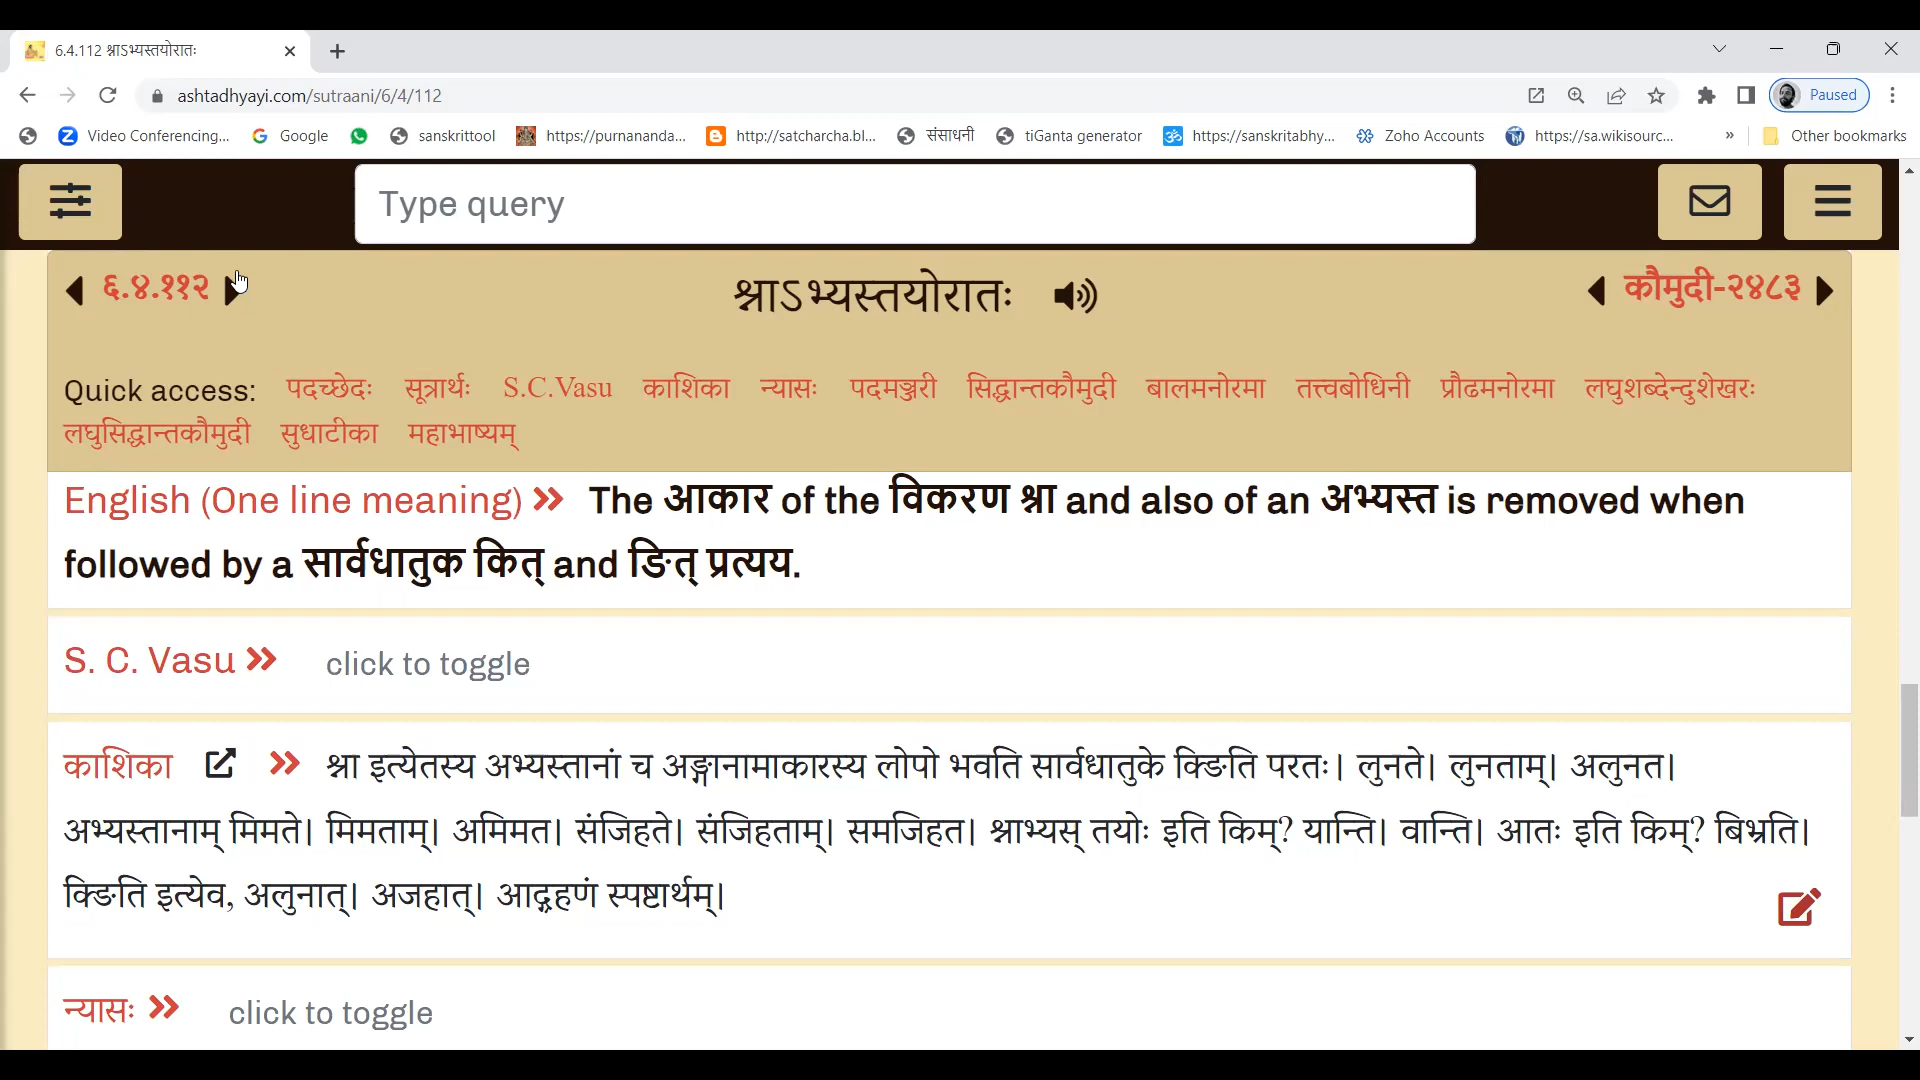 6.4.112 श्नाऽभ्यस्तयोरातः
ashtadhyayi.com/sutraani/6/4/112
Paused
Video Conferencing...
Google
sanskrittool
https://purnananda...
http://satcharcha.bl...
संसाधनी
tiGanta generator
https://sanskritabhy...
Zoho Accounts
https://sa.wikisourc...
»
Other bookmarks
Type query
६.४.११२
श्नाऽभ्यस्तयोरातः
कौमुदी-२४८३
Quick access: पदच्छेदः सूत्रार्थः S.C.Vasu काशिका न्यासः पदमञ्जरी सिद्धान्तकौमुदी बालमनोरमा तत्त्वबोधिनी प्रौढमनोरमा लघुशब्देन्दुशेखरः
लघुसिद्धान्तकौमुदी सुधाटीका महाभाष्यम्
English (One line meaning) The आकार of the विकरण श्ना and also of an अभ्यस्त is removed when
followed by a सार्वधातुक कित् and ङित् प्रत्यय.
S. C. Vasu click to toggle
काशिका श्ना इत्येतस्य अभ्यस्तानां च अङ्गानामाकारस्य लोपो भवति सार्वधातुके क्ङिति परतः। लुनते। लुनताम्। अलुनत।
अभ्यस्तानाम् मिमते। मिमताम्। अमिमत। संजिहते। संजिहताम्। समजिहत। श्नाभ्यस् तयोः इति किम्? यान्ति। वान्ति। आतः इति किम्? बिभ्रति।
क्ङिति इत्येव, अलुनात्। अजहात्। आद्ग्रहणं स्पष्टार्थम्।
न्यासः click to toggle